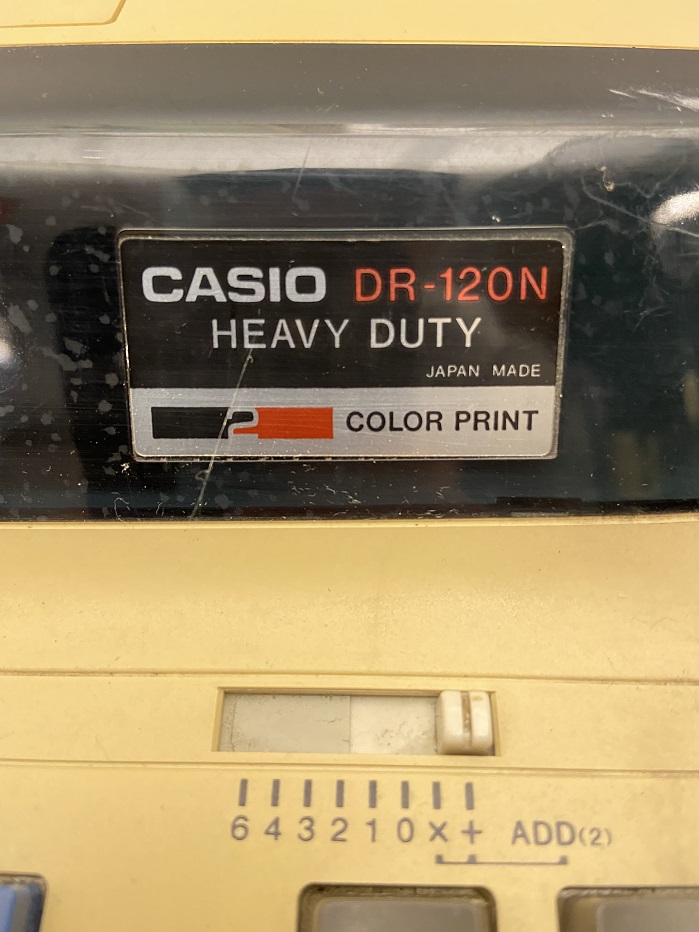 CASIO DR-120N
HEAVY DUTY
JAPAN MADE
2 COLOR PRINT
6 4 3 2 1 0 × + ADD(2)